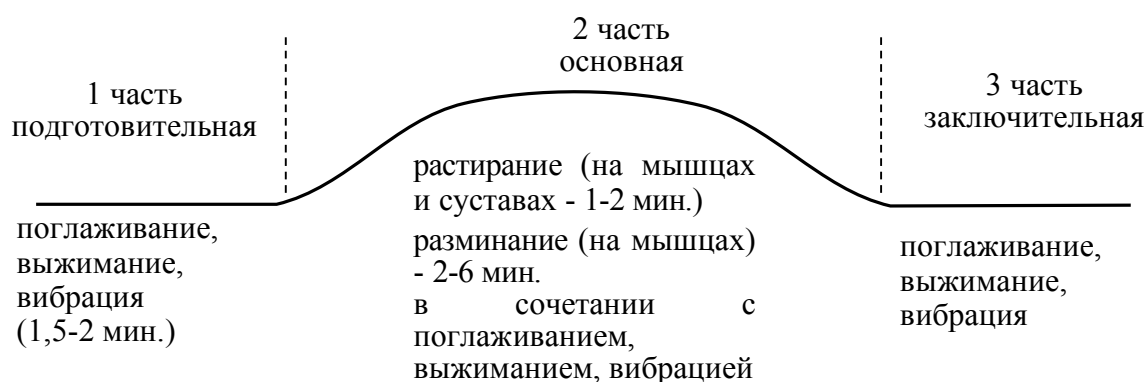 1 часть
подготовительная
поглаживание,
выжимание,
вибрация
(1,5-2 мин.)
2 часть
основная
растирание (на мышцах
и суставах - 1-2 мин.)
разминание (на мышцах)
- 2-6 мин.
в сочетании с
поглаживанием,
выжиманием, вибрацией
3 часть
заключительная
поглаживание,
выжимание,
вибрация